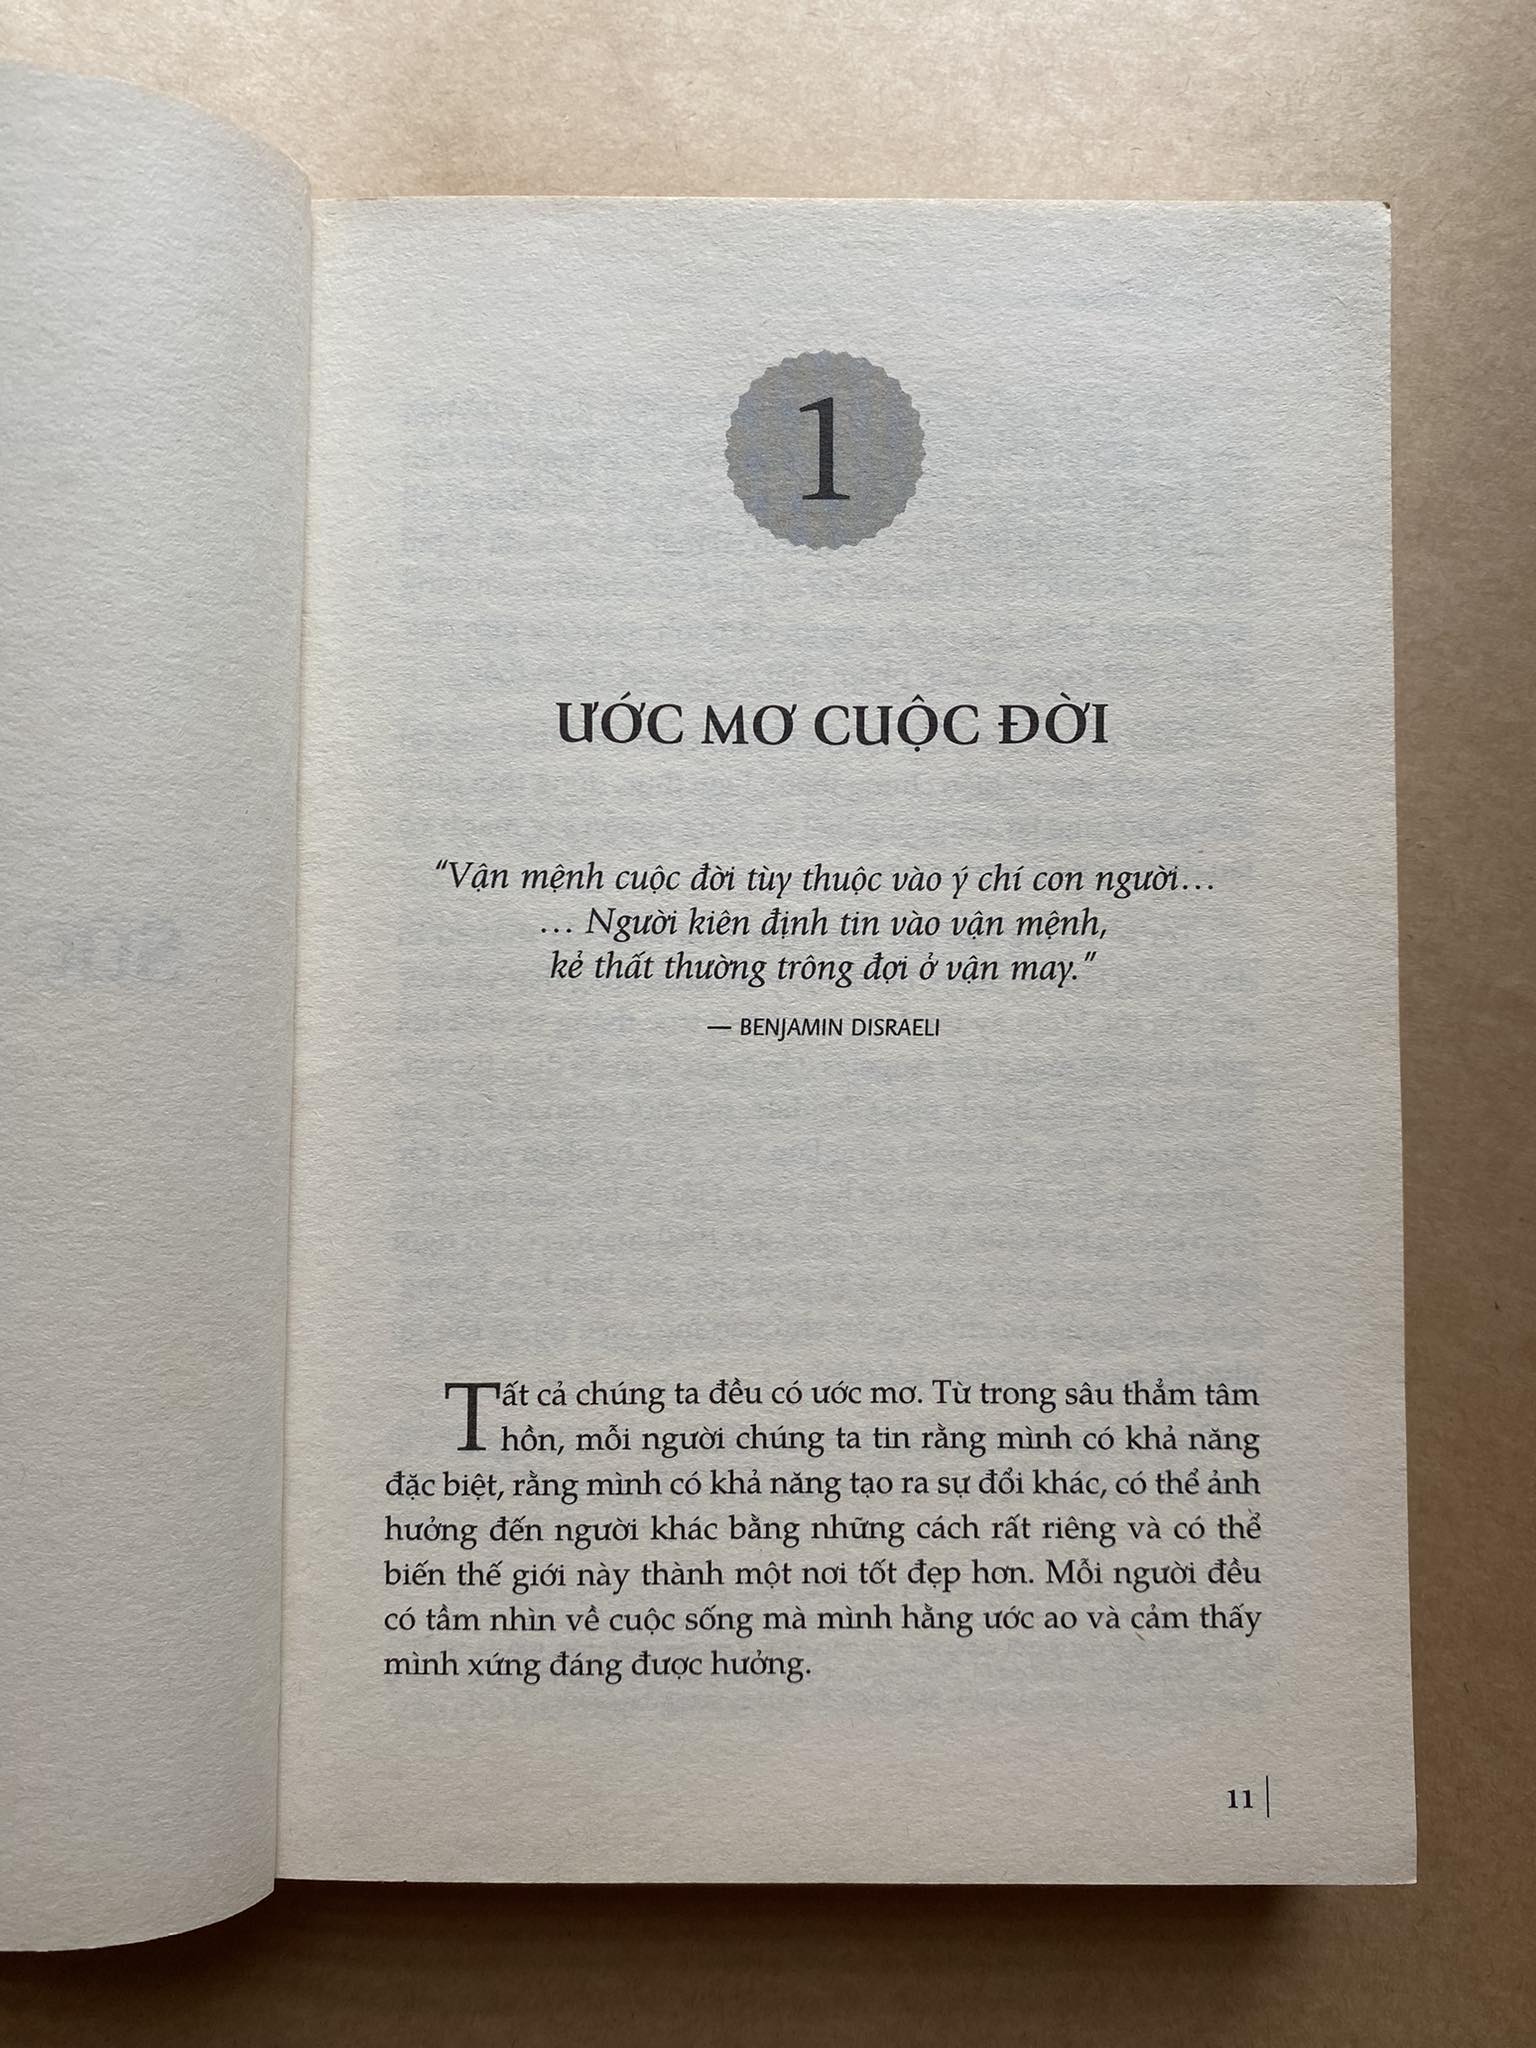 1
ƯỚC MƠ CUỘC ĐỜI
“Vận mệnh cuộc đời tùy thuộc vào ý chí con người…
… Người kiên định tin vào vận mệnh,
kẻ thất thường trông đợi ở vận may.”
— BENJAMIN DISRAELI
Tất cả chúng ta đều có ước mơ. Từ trong sâu thẳm tâm
hồn, mỗi người chúng ta tin rằng mình có khả năng
đặc biệt, rằng mình có khả năng tạo ra sự đổi khác, có thể ảnh
hưởng đến người khác bằng những cách rất riêng và có thể
biến thế giới này thành một nơi tốt đẹp hơn. Mỗi người đều
có tầm nhìn về cuộc sống mà mình hằng ước ao và cảm thấy
mình xứng đáng được hưởng.
11